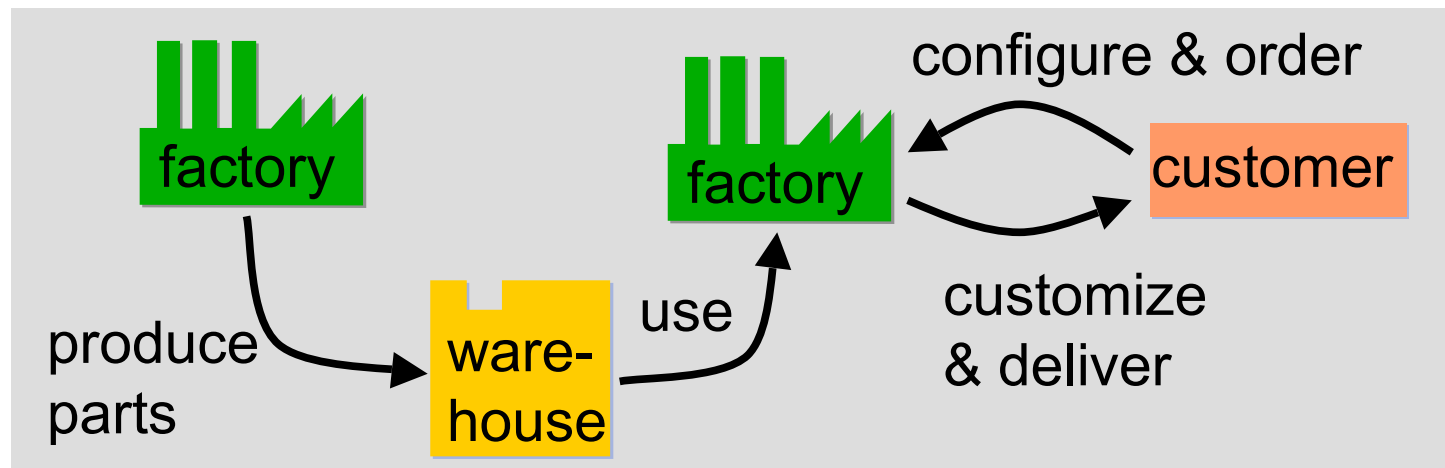 factory
produce
parts
ware-
house
use
factory
configure & order
customer
customize
& deliver